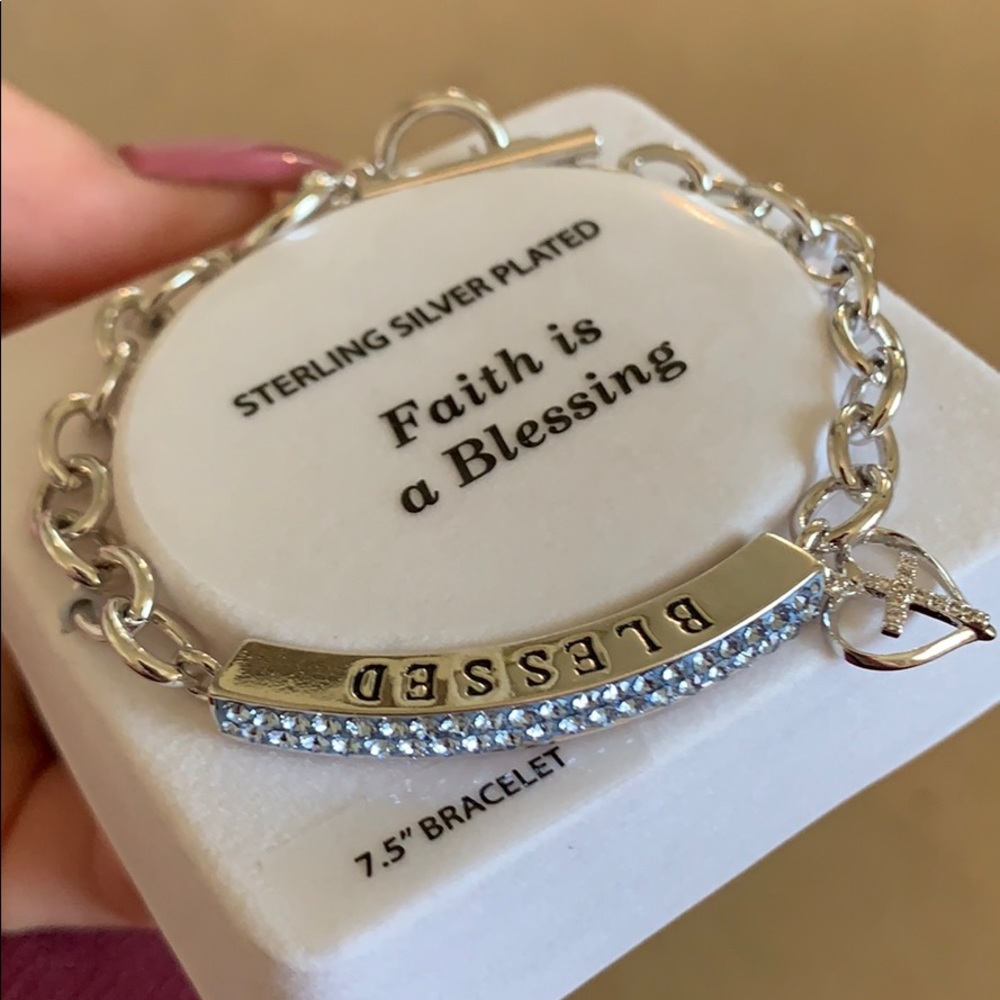 STERLING SILVER PLATED
Faith is
a Blessing
BLESSED
7.5" BRACELET